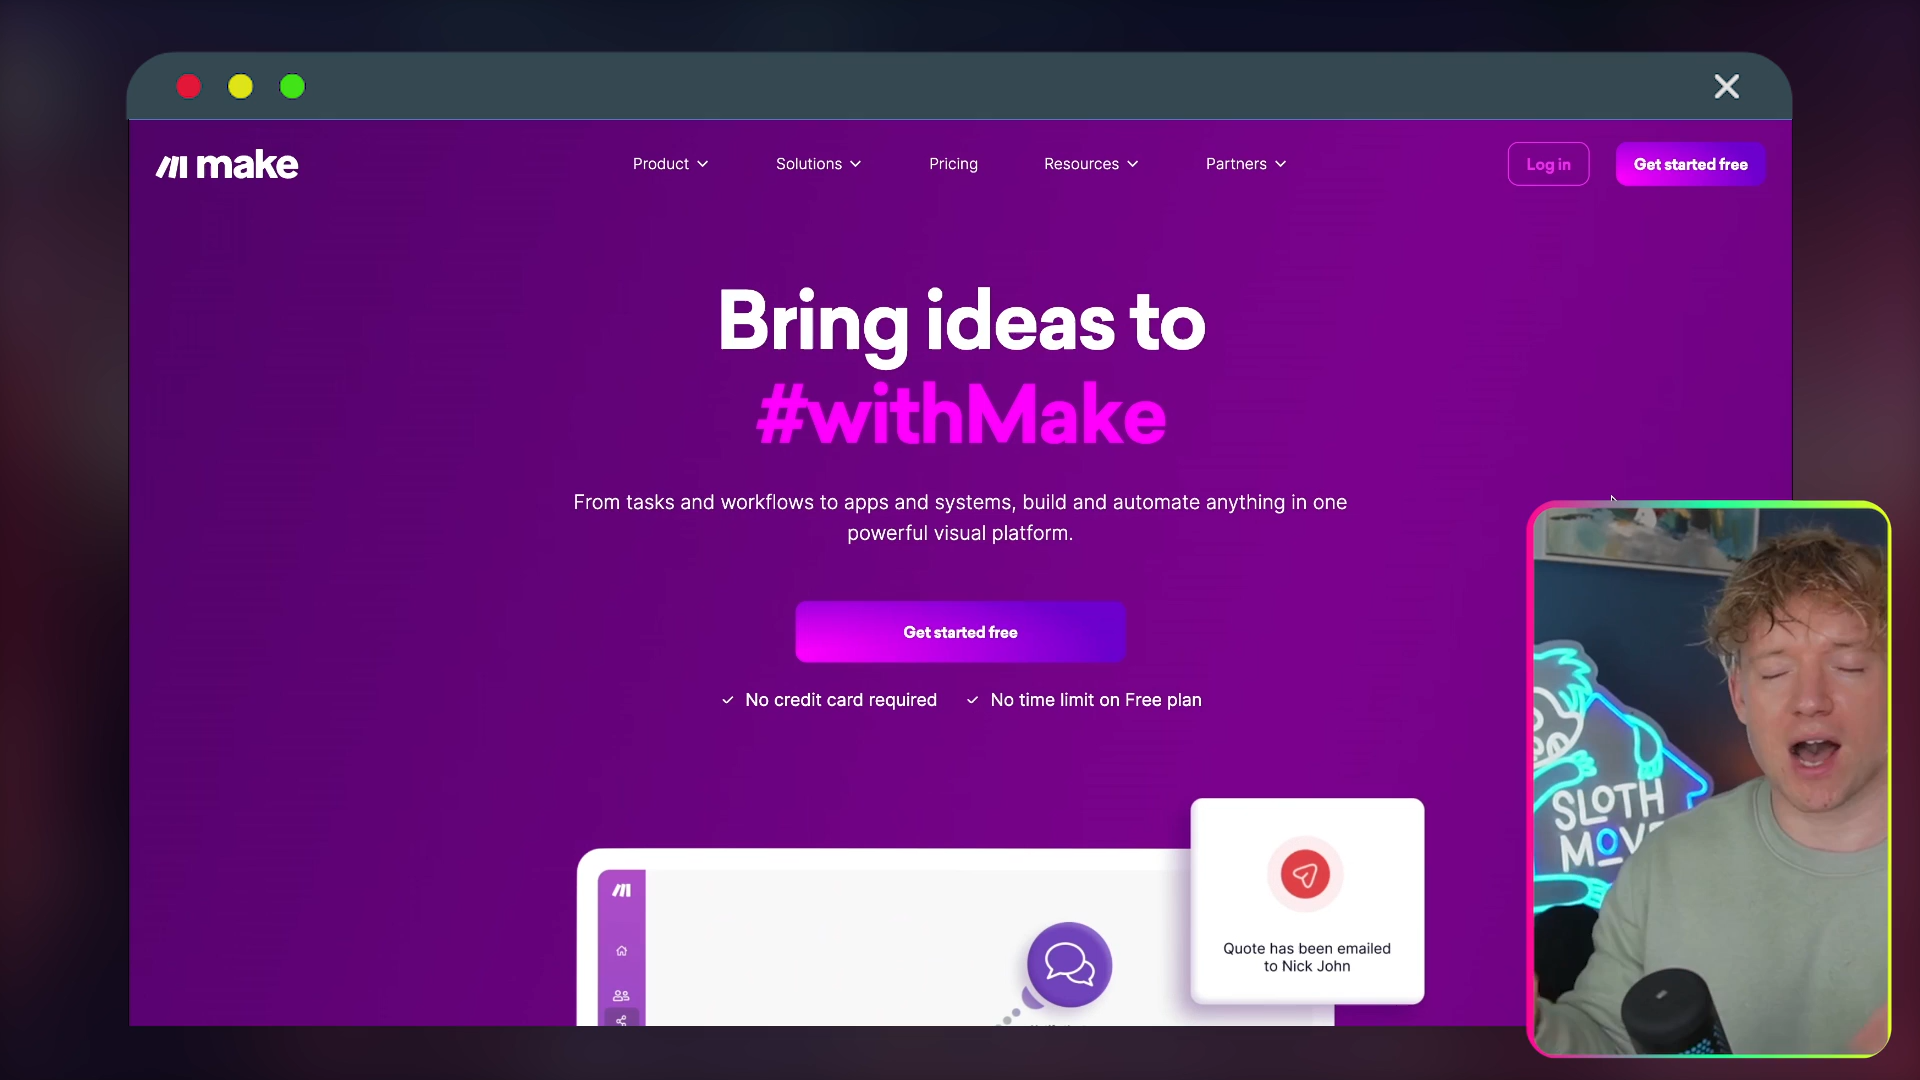 make
Product
Solutions
Pricing
Resources
Partners
Log in
Get started free
Bring ideas to
#withMake
From tasks and workflows to apps and systems, build and automate anything in one
powerful visual platform.
Get started free
No credit card required
No time limit on Free plan
Quote has been emailed
to Nick John
SLOTH
MOV